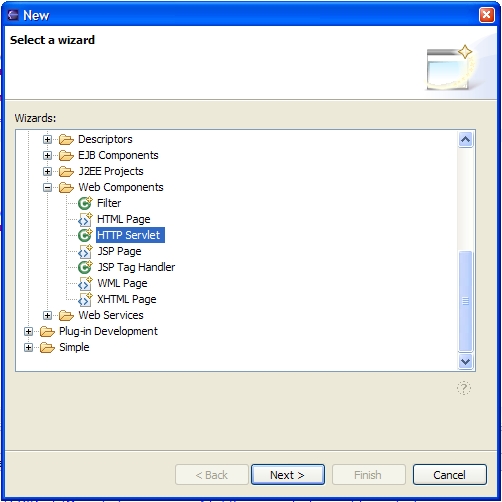 New
Select a wizard
Wizards:
Descriptors
EJB Components
J2EE Projects
Web Components
Filter
HTML Page
HTTP Servlet
JSP Page
JSP Tag Handler
WML Page
XHTML Page
Web Services
Plug-in Development
Simple
?
< Back Next > Finish Cancel